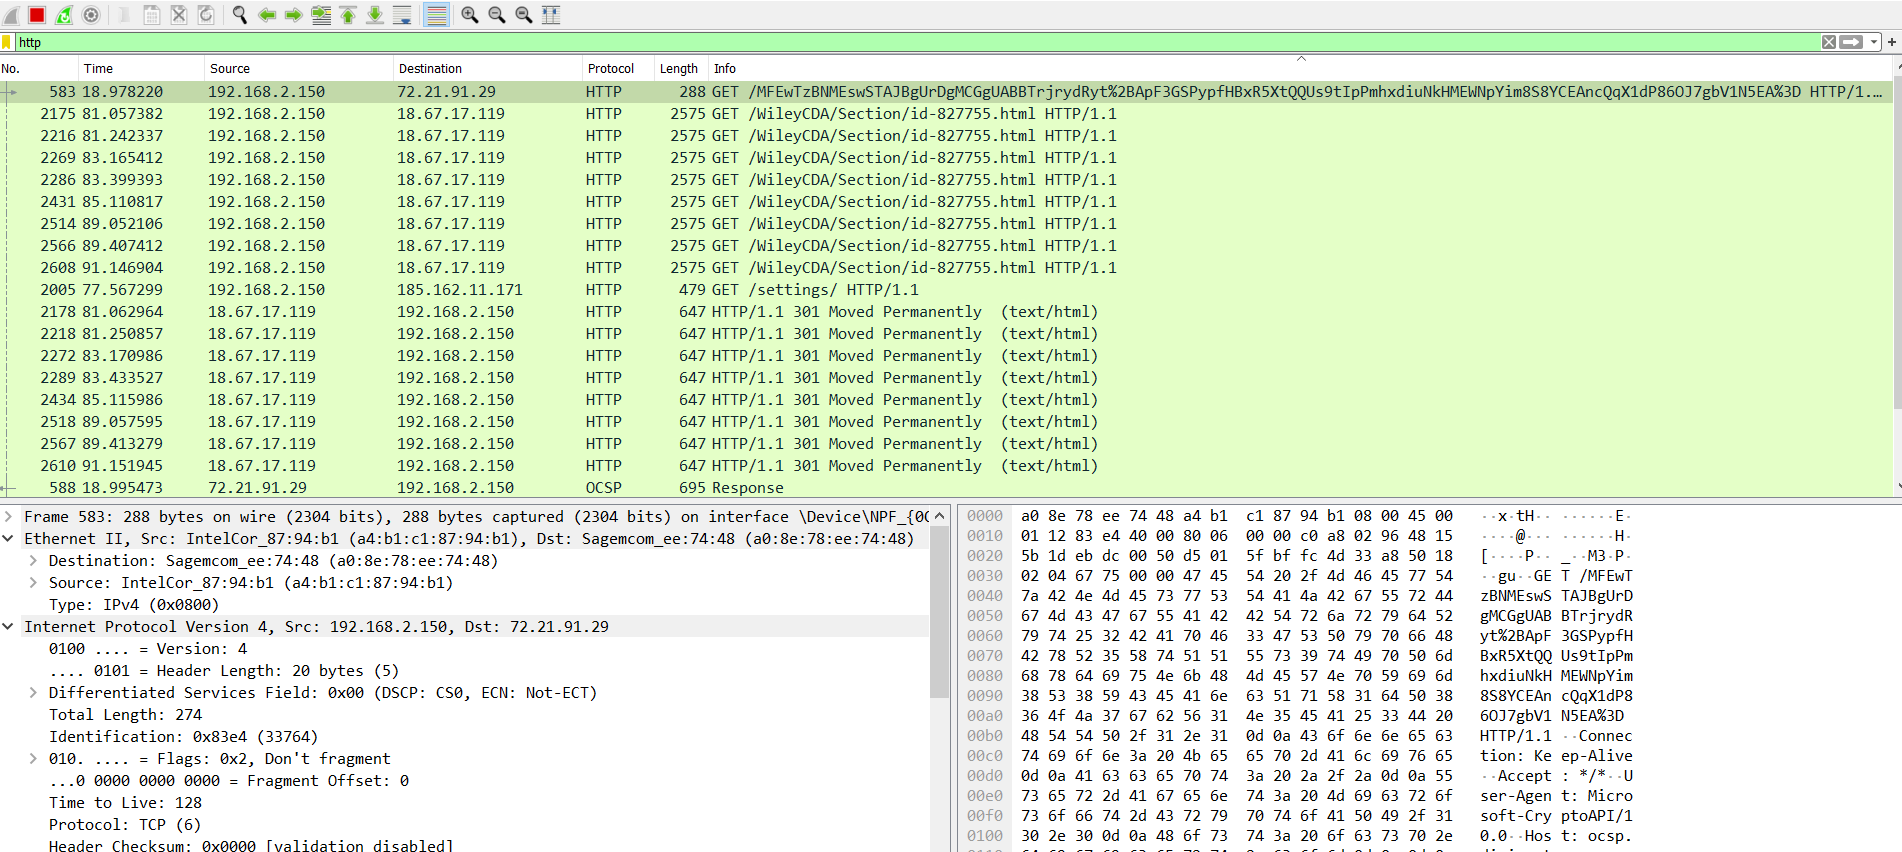 http
No. Time Source Destination Protocol Length Info
583 18.978220 192.168.2.150 72.21.91.29 HTTP 288 GET /MFEwTzBNMEswSTAJBgUrDgMCGgUABBTrjrydRyt%2BApF3GSPypfHBxR5XtQQUs9tIpPmhxdiuNkHMEWNpYim8S8YCEAncQqX1dP86OJ7gbV1N5EA%3D HTTP/1....
2175 81.057382 192.168.2.150 18.67.17.119 HTTP 2575 GET /WileyCDA/Section/id-827755.html HTTP/1.1
2216 81.242337 192.168.2.150 18.67.17.119 HTTP 2575 GET /WileyCDA/Section/id-827755.html HTTP/1.1
2269 83.165412 192.168.2.150 18.67.17.119 HTTP 2575 GET /WileyCDA/Section/id-827755.html HTTP/1.1
2286 83.399393 192.168.2.150 18.67.17.119 HTTP 2575 GET /WileyCDA/Section/id-827755.html HTTP/1.1
2431 85.110817 192.168.2.150 18.67.17.119 HTTP 2575 GET /WileyCDA/Section/id-827755.html HTTP/1.1
2514 89.052106 192.168.2.150 18.67.17.119 HTTP 2575 GET /WileyCDA/Section/id-827755.html HTTP/1.1
2566 89.407412 192.168.2.150 18.67.17.119 HTTP 2575 GET /WileyCDA/Section/id-827755.html HTTP/1.1
2608 91.146904 192.168.2.150 18.67.17.119 HTTP 2575 GET /WileyCDA/Section/id-827755.html HTTP/1.1
2005 77.567299 192.168.2.150 185.162.11.171 HTTP 479 GET /settings/ HTTP/1.1
2178 81.062964 18.67.17.119 192.168.2.150 HTTP 647 HTTP/1.1 301 Moved Permanently (text/html)
2218 81.250857 18.67.17.119 192.168.2.150 HTTP 647 HTTP/1.1 301 Moved Permanently (text/html)
2272 83.170986 18.67.17.119 192.168.2.150 HTTP 647 HTTP/1.1 301 Moved Permanently (text/html)
2289 83.433527 18.67.17.119 192.168.2.150 HTTP 647 HTTP/1.1 301 Moved Permanently (text/html)
2434 85.115986 18.67.17.119 192.168.2.150 HTTP 647 HTTP/1.1 301 Moved Permanently (text/html)
2518 89.057595 18.67.17.119 192.168.2.150 HTTP 647 HTTP/1.1 301 Moved Permanently (text/html)
2567 89.413279 18.67.17.119 192.168.2.150 HTTP 647 HTTP/1.1 301 Moved Permanently (text/html)
2610 91.151945 18.67.17.119 192.168.2.150 HTTP 647 HTTP/1.1 301 Moved Permanently (text/html)
588 18.995473 72.21.91.29 192.168.2.150 OCSP 695 Response
Frame 583: 288 bytes on wire (2304 bits), 288 bytes captured (2304 bits) on interface \Device\NPF_{0C
Ethernet II, Src: IntelCor_87:94:b1 (a4:b1:c1:87:94:b1), Dst: Sagemcom_ee:74:48 (a0:8e:78:ee:74:48)
Destination: Sagemcom_ee:74:48 (a0:8e:78:ee:74:48)
Source: IntelCor_87:94:b1 (a4:b1:c1:87:94:b1)
Type: IPv4 (0x0800)
Internet Protocol Version 4, Src: 192.168.2.150, Dst: 72.21.91.29
0100 .... = Version: 4
.... 0101 = Header Length: 20 bytes (5)
Differentiated Services Field: 0x00 (DSCP: CS0, ECN: Not-ECT)
Total Length: 274
Identification: 0x83e4 (33764)
010. .... = Flags: 0x2, Don't fragment
...0 0000 0000 0000 = Fragment Offset: 0
Time to Live: 128
Protocol: TCP (6)
Header Checksum: 0x0000 [validation disabled]
0000 a0 8e 78 ee 74 48 a4 b1 c1 87 94 b1 08 00 45 00 ··x·tH·· ······E·
0010 01 12 83 e4 40 00 80 06 00 00 c0 a8 02 96 48 15 ····@··· ······H·
0020 5b 1d eb dc 00 50 d5 01 5f bf fc 4d 33 a8 50 18 [····P·· _··M3·P·
0030 02 04 67 75 00 00 47 45 54 20 2f 4d 46 45 77 54 ··gu··GE T /MFEwT
0040 7a 42 4e 4d 45 73 77 53 54 41 4a 42 67 55 72 44 zBNMEswS TAJBgUrD
0050 67 4d 43 47 67 55 41 42 42 54 72 6a 72 79 64 52 gMCGgUAB BTrjrydR
0060 79 74 25 32 42 41 70 46 33 47 53 50 79 70 66 48 yt%2BApF 3GSPypfH
0070 42 78 52 35 58 74 51 51 55 73 39 74 49 70 50 6d BxR5XtQQ Us9tIpPm
0080 68 78 64 69 75 4e 6b 48 4d 45 57 4e 70 59 69 6d hxdiuNkH MEWNpYim
0090 38 53 38 59 43 45 41 6e 63 51 71 58 31 64 50 38 8S8YCEAn cQqX1dP8
00a0 36 4f 4a 37 67 62 56 31 4e 35 45 41 25 33 44 20 6OJ7gbV1 N5EA%3D
00b0 48 54 54 50 2f 31 2e 31 0d 0a 43 6f 6e 6e 65 63 HTTP/1.1 ··Connec
00c0 74 69 6f 6e 3a 20 4b 65 65 70 2d 41 6c 69 76 65 tion: Ke ep-Alive
00d0 0d 0a 41 63 63 65 70 74 3a 20 2a 2f 2a 0d 0a 55 ··Accept : */*··U
00e0 73 65 72 2d 41 67 65 6e 74 3a 20 4d 69 63 72 6f ser-Agen t: Micro
00f0 73 6f 66 74 2d 43 72 79 70 74 6f 41 50 49 2f 31 soft-Cry ptoAPI/1
0100 30 2e 30 0d 0a 48 6f 73 74 3a 20 6f 63 73 70 2e 0.0··Hos t: ocsp.